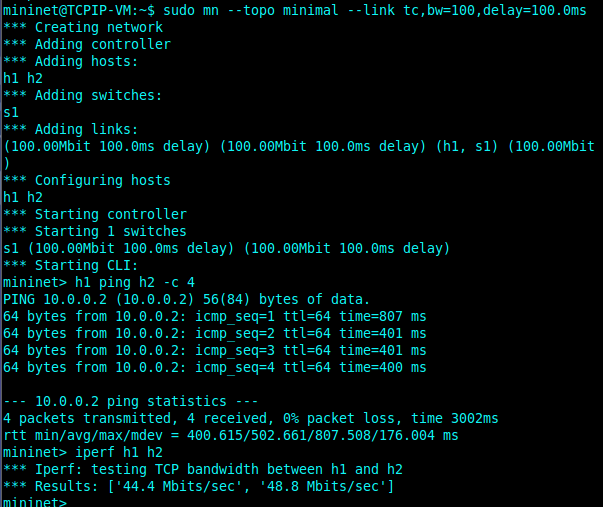 mininet@TCPIP-VM:~$ sudo mn --topo minimal --link tc,bw=100,delay=100.0ms
*** Creating network
*** Adding controller
*** Adding hosts:
h1 h2
*** Adding switches:
s1
*** Adding links:
(100.00Mbit 100.0ms delay) (100.00Mbit 100.0ms delay) (h1, s1) (100.00Mbit
)
*** Configuring hosts
h1 h2
*** Starting controller
*** Starting 1 switches
s1 (100.00Mbit 100.0ms delay) (100.00Mbit 100.0ms delay)
*** Starting CLI:
mininet> h1 ping h2 -c 4
PING 10.0.0.2 (10.0.0.2) 56(84) bytes of data.
64 bytes from 10.0.0.2: icmp_seq=1 ttl=64 time=807 ms
64 bytes from 10.0.0.2: icmp_seq=2 ttl=64 time=401 ms
64 bytes from 10.0.0.2: icmp_seq=3 ttl=64 time=401 ms
64 bytes from 10.0.0.2: icmp_seq=4 ttl=64 time=400 ms

--- 10.0.0.2 ping statistics ---
4 packets transmitted, 4 received, 0% packet loss, time 3002ms
rtt min/avg/max/mdev = 400.615/502.661/807.508/176.004 ms
mininet> iperf h1 h2
*** Iperf: testing TCP bandwidth between h1 and h2
*** Results: ['44.4 Mbits/sec', '48.8 Mbits/sec']
mininet>